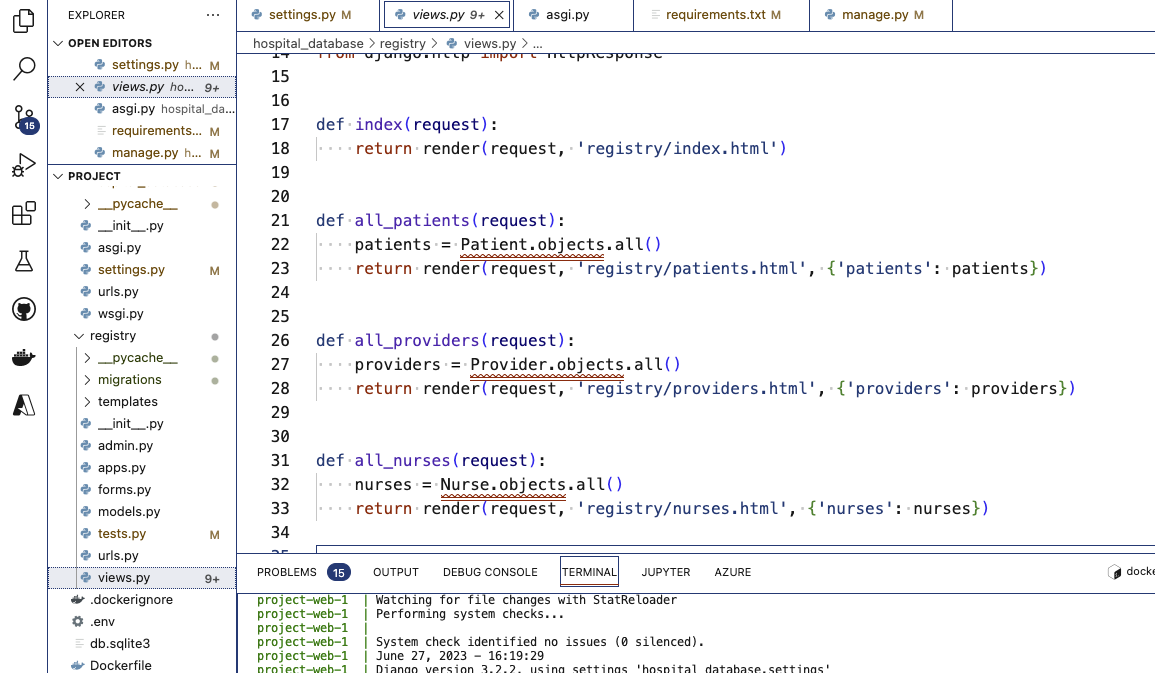 EXPLORER ...
OPEN EDITORS
settings.py h... M
views.py ho... 9+
asgi.py hospital_da...
requirements... M
manage.py h... M
15
PROJECT
__pycache__
__init__.py
asgi.py
settings.py M
urls.py
wsgi.py
registry
__pycache__
migrations
templates
__init__.py
admin.py
apps.py
forms.py
models.py
tests.py M
urls.py
views.py 9+
.dockerignore
.env
db.sqlite3
Dockerfile
settings.py M
views.py 9+
asgi.py
requirements.txt M
manage.py M
hospital_database > registry > views.py > ...
14 from django.http import HttpResponse
15
16
17 def index(request):
18 ····return render(request, 'registry/index.html')
19
20
21 def all_patients(request):
22 ····patients = Patient.objects.all()
23 ····return render(request, 'registry/patients.html', {'patients': patients})
24
25
26 def all_providers(request):
27 ····providers = Provider.objects.all()
28 ····return render(request, 'registry/providers.html', {'providers': providers})
29
30
31 def all_nurses(request):
32 ····nurses = Nurse.objects.all()
33 ····return render(request, 'registry/nurses.html', {'nurses': nurses})
34
35
PROBLEMS 15 OUTPUT DEBUG CONSOLE TERMINAL JUPYTER AZURE
docke
project-web-1 | Watching for file changes with StatReloader
project-web-1 | Performing system checks...
project-web-1 |
project-web-1 | System check identified no issues (0 silenced).
project-web-1 | June 27, 2023 - 16:19:29
project-web-1 | Django version 3.2.2, using settings 'hospital_database.settings'